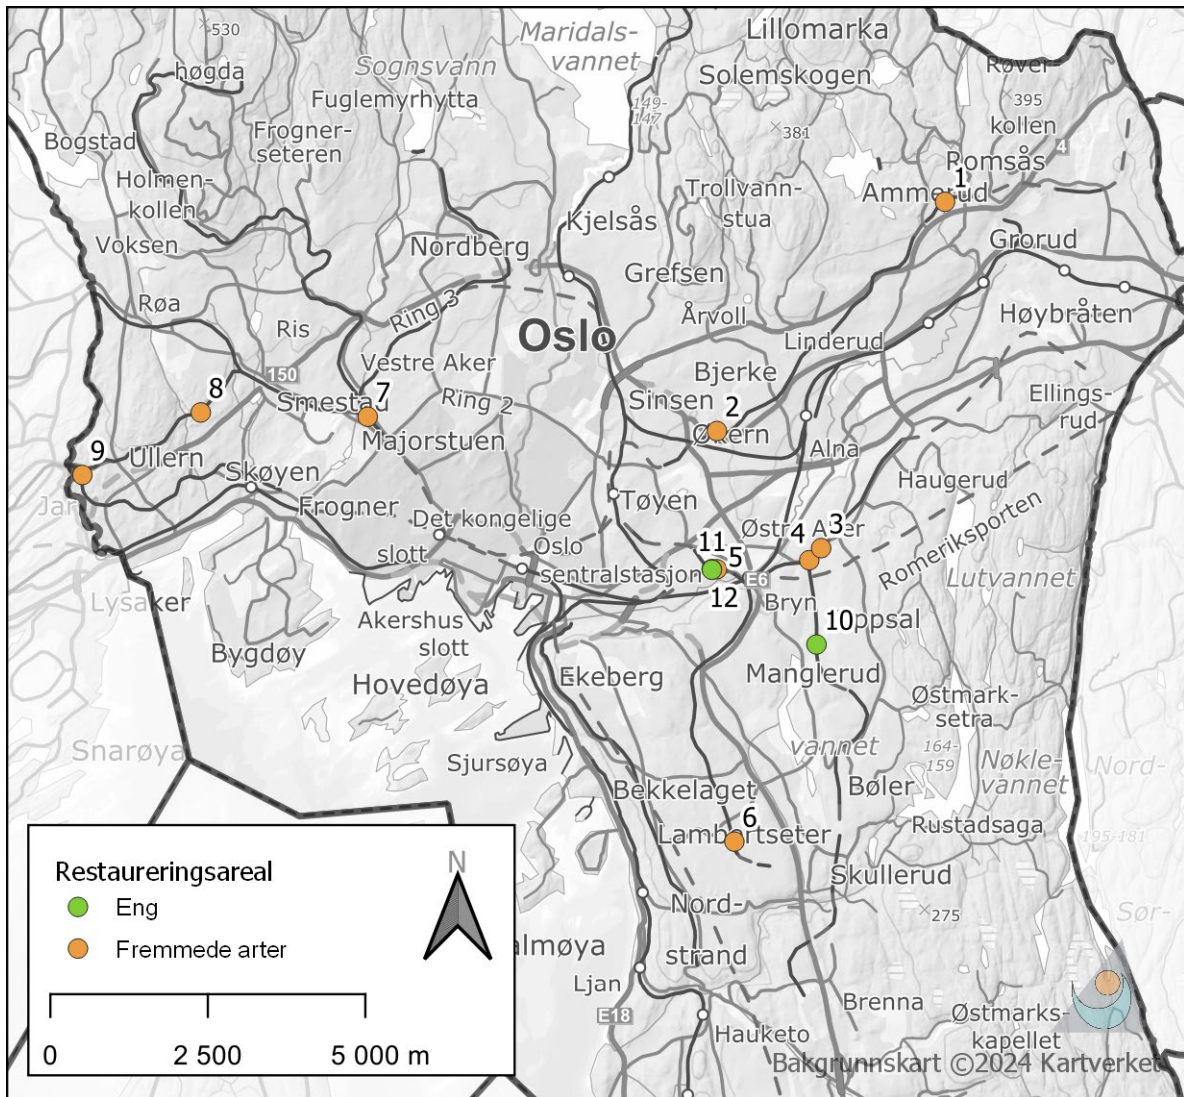 530
høgda
Sognsvann
Maridals-
vannet
Lillomarka
Solemskogen
Røver-
kollen
395
Fuglemyrhytta
149-
147
381
Bogstad
Frogner-
seteren
4
Romsås
Holmen-
kollen
Trollvann-
stua
Ammerud
1
Voksen
Nordberg
Kjelsås
Grorud
Grefsen
Røa
Ris
Ring 3
Årvoll
Høybråten
Oslo
Linderud
Vestre Aker
150
Bjerke
8
Smestad
7
Ring 2
Sinsen
2
Ellings-
rud
Økern
Majorstuen
Alna
9
Ullern
Skøyen
Haugerud
Jar
Frogner
Tøyen
Det kongelige
slott
Østre Aker
4
3
Oslo
sentralstasjon
11
5
12
E6
Romeriksporten
Lutvannet
Lysaker
Bryn
Akershus
slott
10
oppsal
Bygdøy
Ekeberg
Manglerud
Hovedøya
Østmark-
setra
Snarøya
vannet
164-
159
Nøkle-
vannet
Nord-
Sjursøya
Bekkelaget
Bøler
6
Lambertseter
Rustadsaga
195-181
Skullerud
Restaureringsareal
Eng
Fremmede arter
N
Nord-
strand
275
Sør-
almøya
Ljan
Brenna
E18
Hauketo
Østmarks-
kapellet
0
2 500
5 000 m
Bakgrunnskart ©2024 Kartverket